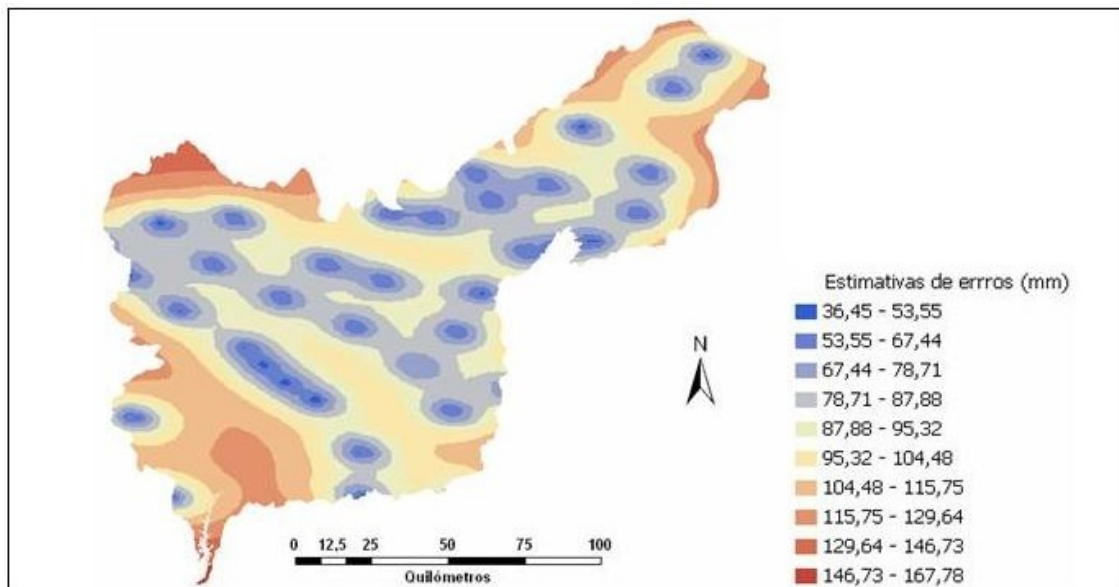 Estimativas de errros (mm)
36,45 - 53,55
53,55 - 67,44
67,44 - 78,71
78,71 - 87,88
87,88 - 95,32
95,32 - 104,48
104,48 - 115,75
115,75 - 129,64
129,64 - 146,73
146,73 - 167,78
N
0 12,5 25 50 75 100
Quilómetros